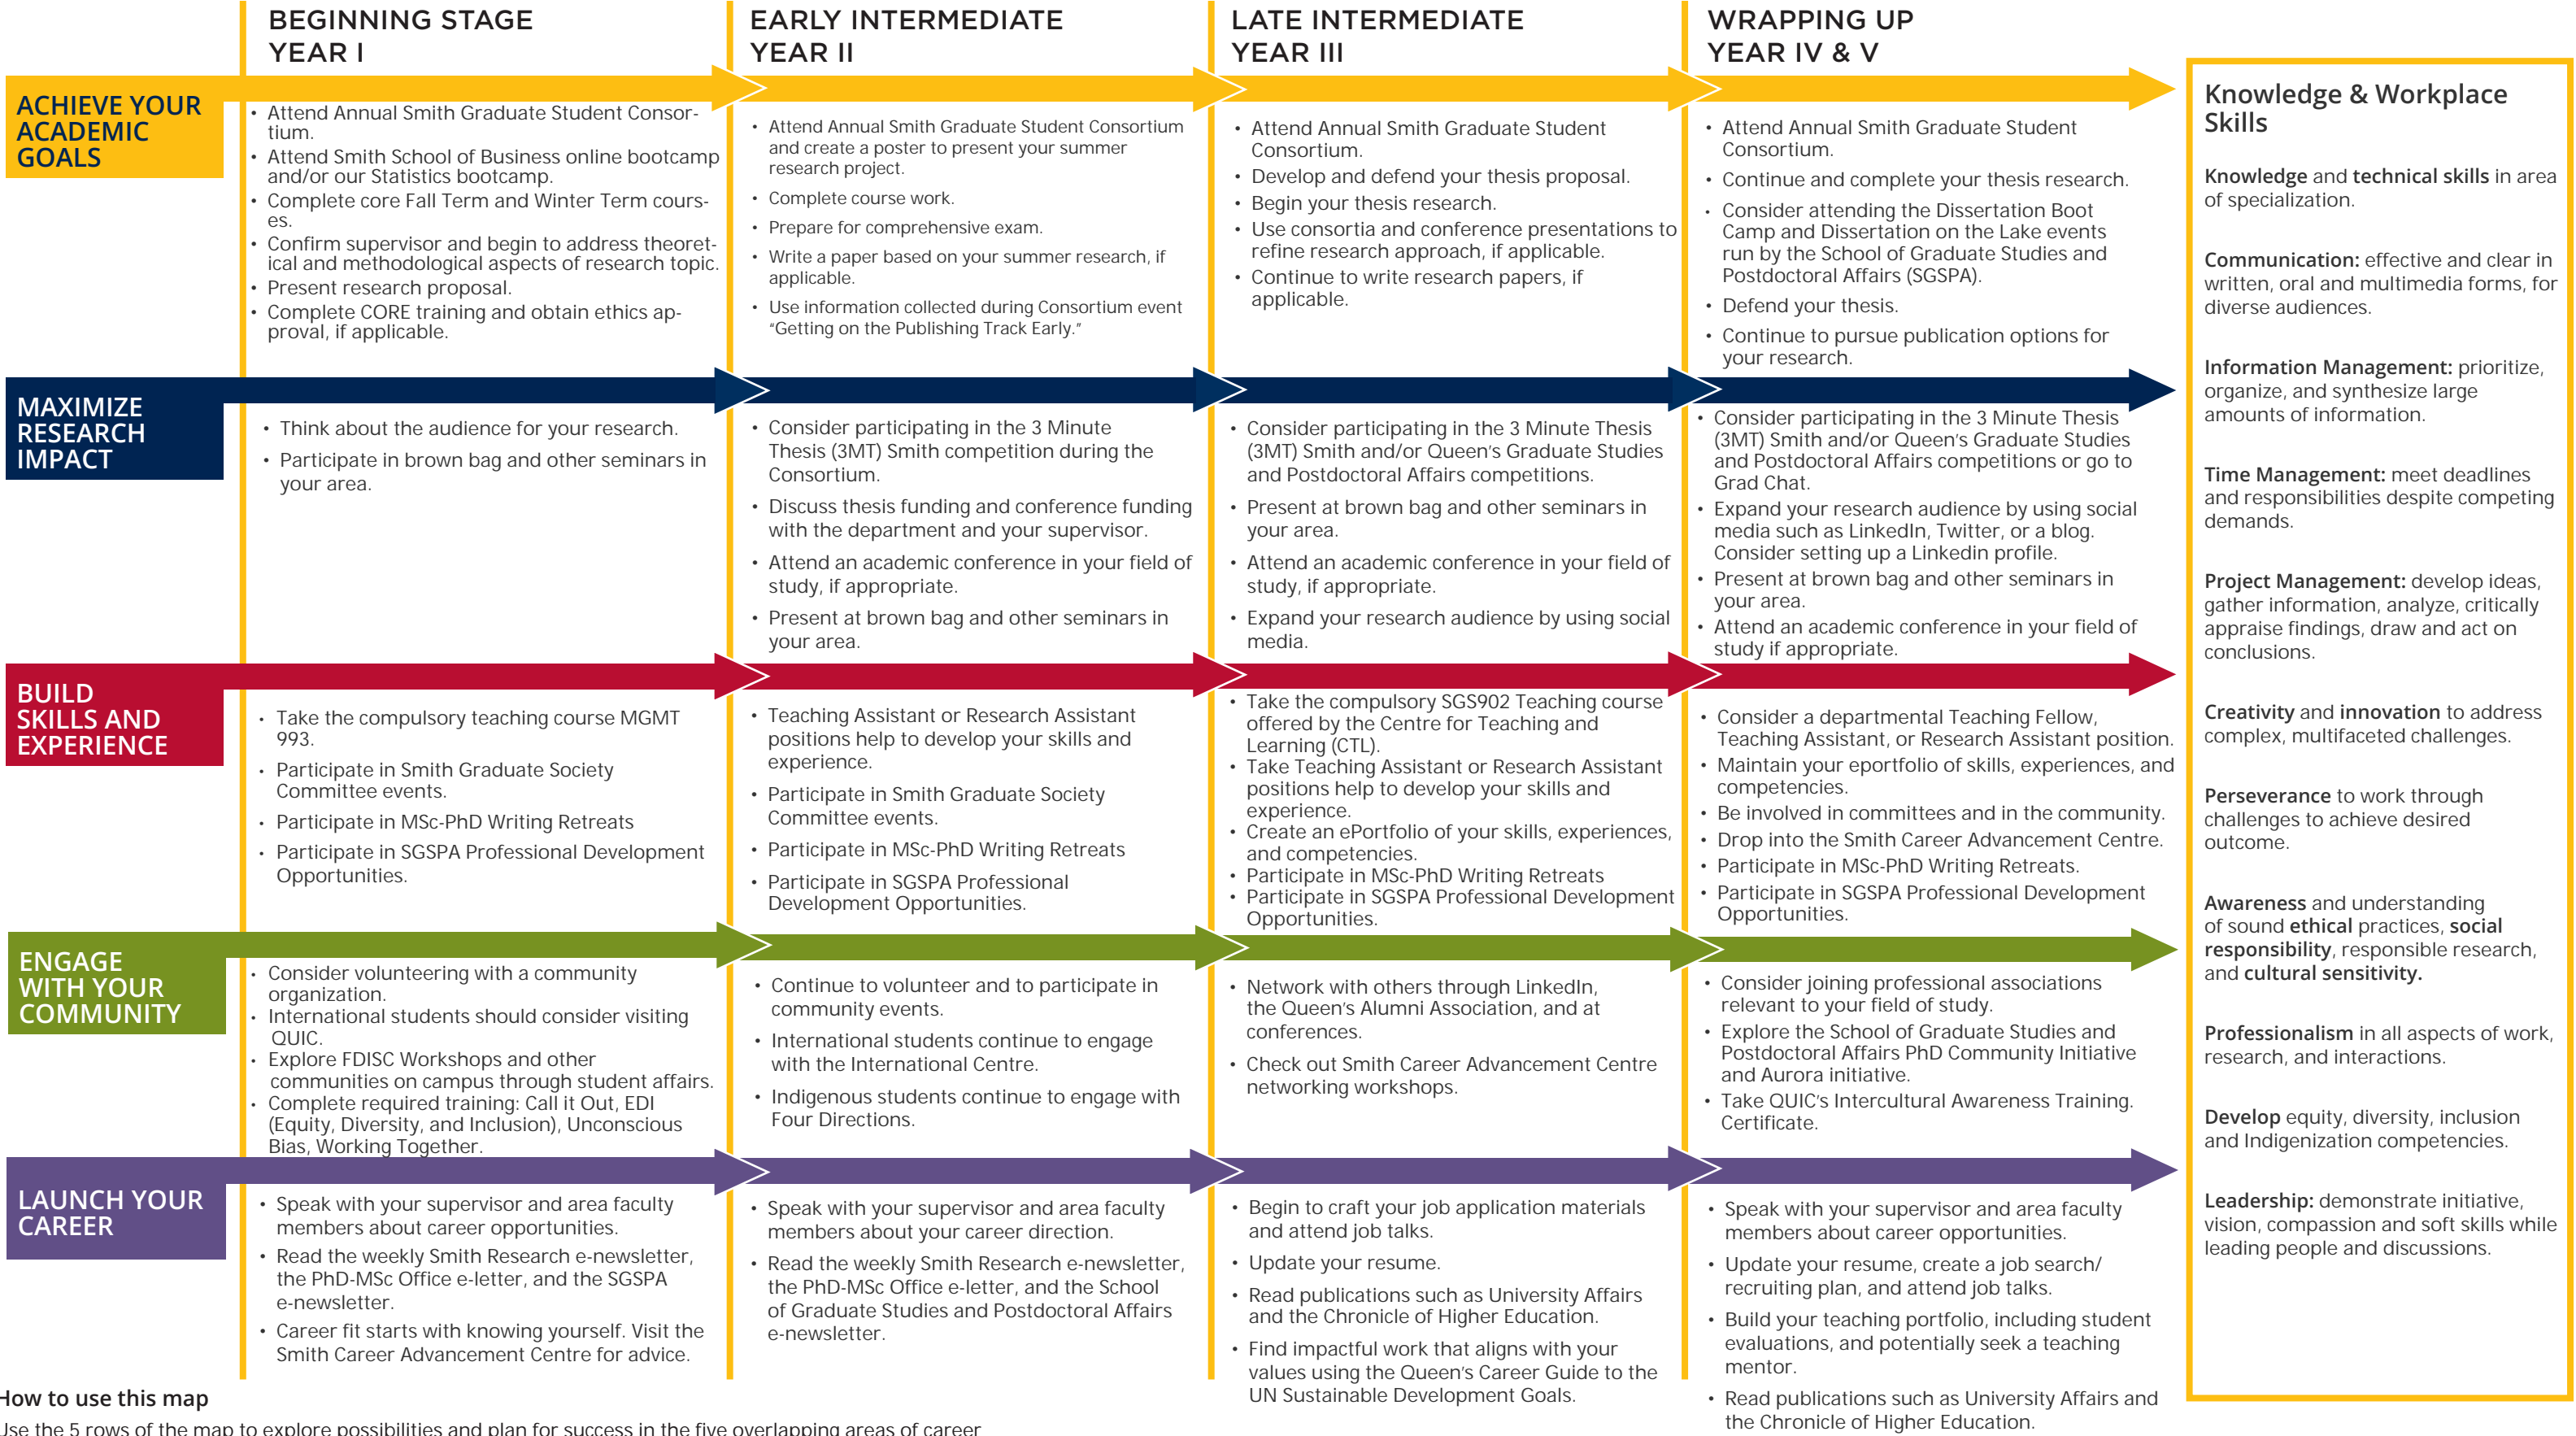 BEGINNING STAGE
YEAR I
EARLY INTERMEDIATE
YEAR II
LATE INTERMEDIATE
YEAR III
WRAPPING UP
YEAR IV & V
ACHIEVE YOUR
ACADEMIC
GOALS
• Attend Annual Smith Graduate Student Consor-
tium.
• Attend Smith School of Business online bootcamp
and/or our Statistics bootcamp.
• Complete core Fall Term and Winter Term cours-
es.
• Confirm supervisor and begin to address theoret-
ical and methodological aspects of research topic.
• Present research proposal.
• Complete CORE training and obtain ethics ap-
proval, if applicable.
• Attend Annual Smith Graduate Student Consortium
and create a poster to present your summer
research project.
• Complete course work.
• Prepare for comprehensive exam.
• Write a paper based on your summer research, if
applicable.
• Use information collected during Consortium event
“Getting on the Publishing Track Early.”
• Attend Annual Smith Graduate Student
Consortium.
• Develop and defend your thesis proposal.
• Begin your thesis research.
• Use consortia and conference presentations to
refine research approach, if applicable.
• Continue to write research papers, if
applicable.
• Attend Annual Smith Graduate Student
Consortium.
• Continue and complete your thesis research.
• Consider attending the Dissertation Boot
Camp and Dissertation on the Lake events
run by the School of Graduate Studies and
Postdoctoral Affairs (SGSPA).
• Defend your thesis.
• Continue to pursue publication options for
your research.
MAXIMIZE
RESEARCH
IMPACT
• Think about the audience for your research.
• Participate in brown bag and other seminars in
your area.
• Consider participating in the 3 Minute
Thesis (3MT) Smith competition during the
Consortium.
• Discuss thesis funding and conference funding
with the department and your supervisor.
• Attend an academic conference in your field of
study, if appropriate.
• Present at brown bag and other seminars in
your area.
• Consider participating in the 3 Minute Thesis
(3MT) Smith and/or Queen’s Graduate Studies
and Postdoctoral Affairs competitions.
• Present at brown bag and other seminars in
your area.
• Attend an academic conference in your field of
study, if appropriate.
• Expand your research audience by using social
media.
• Consider participating in the 3 Minute Thesis
(3MT) Smith and/or Queen’s Graduate Studies
and Postdoctoral Affairs competitions or go to
Grad Chat.
• Expand your research audience by using social
media such as LinkedIn, Twitter, or a blog.
Consider setting up a Linkedin profile.
• Present at brown bag and other seminars in
your area.
• Attend an academic conference in your field of
study if appropriate.
BUILD
SKILLS AND
EXPERIENCE
• Take the compulsory teaching course MGMT
993.
• Participate in Smith Graduate Society
Committee events.
• Participate in MSc-PhD Writing Retreats
• Participate in SGSPA Professional Development
Opportunities.
• Teaching Assistant or Research Assistant
positions help to develop your skills and
experience.
• Participate in Smith Graduate Society
Committee events.
• Participate in MSc-PhD Writing Retreats
• Participate in SGSPA Professional
Development Opportunities.
• Take the compulsory SGS902 Teaching course
offered by the Centre for Teaching and
Learning (CTL).
• Take Teaching Assistant or Research Assistant
positions help to develop your skills and
experience.
• Create an ePortfolio of your skills, experiences,
and competencies.
• Participate in MSc-PhD Writing Retreats
• Participate in SGSPA Professional Development
Opportunities.
• Consider a departmental Teaching Fellow,
Teaching Assistant, or Research Assistant position.
• Maintain your eportfolio of skills, experiences, and
competencies.
• Be involved in committees and in the community.
• Drop into the Smith Career Advancement Centre.
• Participate in MSc-PhD Writing Retreats.
• Participate in SGSPA Professional Development
Opportunities.
ENGAGE
WITH YOUR
COMMUNITY
• Consider volunteering with a community
organization.
• International students should consider visiting
QUIC.
• Explore FDISC Workshops and other
communities on campus through student affairs.
• Complete required training: Call it Out, EDI
(Equity, Diversity, and Inclusion), Unconscious
Bias, Working Together.
• Continue to volunteer and to participate in
community events.
• International students continue to engage
with the International Centre.
• Indigenous students continue to engage with
Four Directions.
• Network with others through LinkedIn,
the Queen’s Alumni Association, and at
conferences.
• Check out Smith Career Advancement Centre
networking workshops.
• Consider joining professional associations
relevant to your field of study.
• Explore the School of Graduate Studies and
Postdoctoral Affairs PhD Community Initiative
and Aurora initiative.
• Take QUIC’s Intercultural Awareness Training.
Certificate.
LAUNCH YOUR
CAREER
• Speak with your supervisor and area faculty
members about career opportunities.
• Read the weekly Smith Research e-newsletter,
the PhD-MSc Office e-letter, and the SGSPA
e-newsletter.
• Career fit starts with knowing yourself. Visit the
Smith Career Advancement Centre for advice.
• Speak with your supervisor and area faculty
members about your career direction.
• Read the weekly Smith Research e-newsletter,
the PhD-MSc Office e-letter, and the School
of Graduate Studies and Postdoctoral Affairs
e-newsletter.
• Begin to craft your job application materials
and attend job talks.
• Update your resume.
• Read publications such as University Affairs
and the Chronicle of Higher Education.
• Find impactful work that aligns with your
values using the Queen’s Career Guide to the
UN Sustainable Development Goals.
• Speak with your supervisor and area faculty
members about career opportunities.
• Update your resume, create a job search/
recruiting plan, and attend job talks.
• Build your teaching portfolio, including student
evaluations, and potentially seek a teaching
mentor.
• Read publications such as University Affairs and
the Chronicle of Higher Education.
Knowledge & Workplace
Skills
Knowledge and technical skills in area
of specialization.
Communication: effective and clear in
written, oral and multimedia forms, for
diverse audiences.
Information Management: prioritize,
organize, and synthesize large
amounts of information.
Time Management: meet deadlines
and responsibilities despite competing
demands.
Project Management: develop ideas,
gather information, analyze, critically
appraise findings, draw and act on
conclusions.
Creativity and innovation to address
complex, multifaceted challenges.
Perseverance to work through
challenges to achieve desired
outcome.
Awareness and understanding
of sound ethical practices, social
responsibility, responsible research,
and cultural sensitivity.
Professionalism in all aspects of work,
research, and interactions.
Develop equity, diversity, inclusion
and Indigenization competencies.
Leadership: demonstrate initiative,
vision, compassion and soft skills while
leading people and discussions.
How to use this map
Use the 5 rows of the map to explore possibilities and plan for success in the five overlapping areas of career